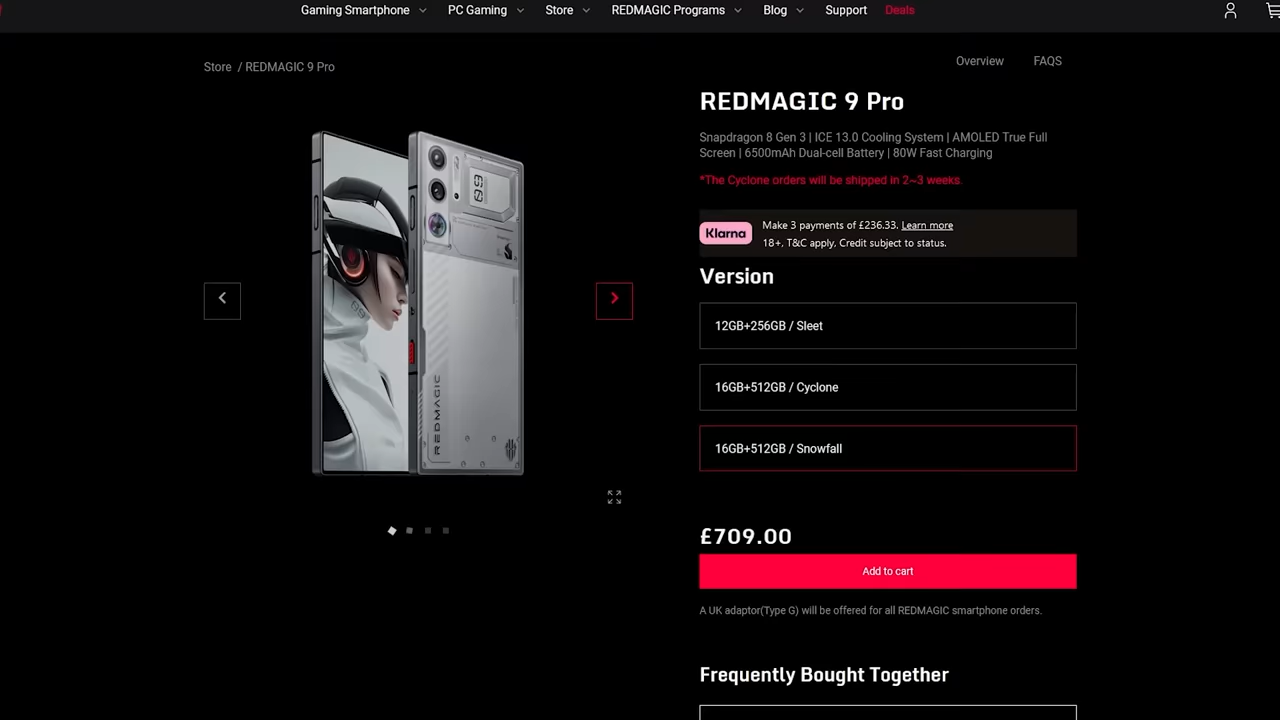 Gaming Smartphone PC Gaming Store REDMAGIC Programs Blog Support Deals
Store / REDMAGIC 9 Pro
Overview FAQS
REDMAGIC 9 Pro
Snapdragon 8 Gen 3 | ICE 13.0 Cooling System | AMOLED True Full
Screen | 6500mAh Dual-cell Battery | 80W Fast Charging
*The Cyclone orders will be shipped in 2~3 weeks.
Klarna
Make 3 payments of £236.33. Learn more
18+, T&C apply, Credit subject to status.
Version
12GB+256GB / Sleet
16GB+512GB / Cyclone
16GB+512GB / Snowfall
09
REDMAGIC
£709.00
Add to cart
A UK adaptor(Type G) will be offered for all REDMAGIC smartphone orders.
Frequently Bought Together